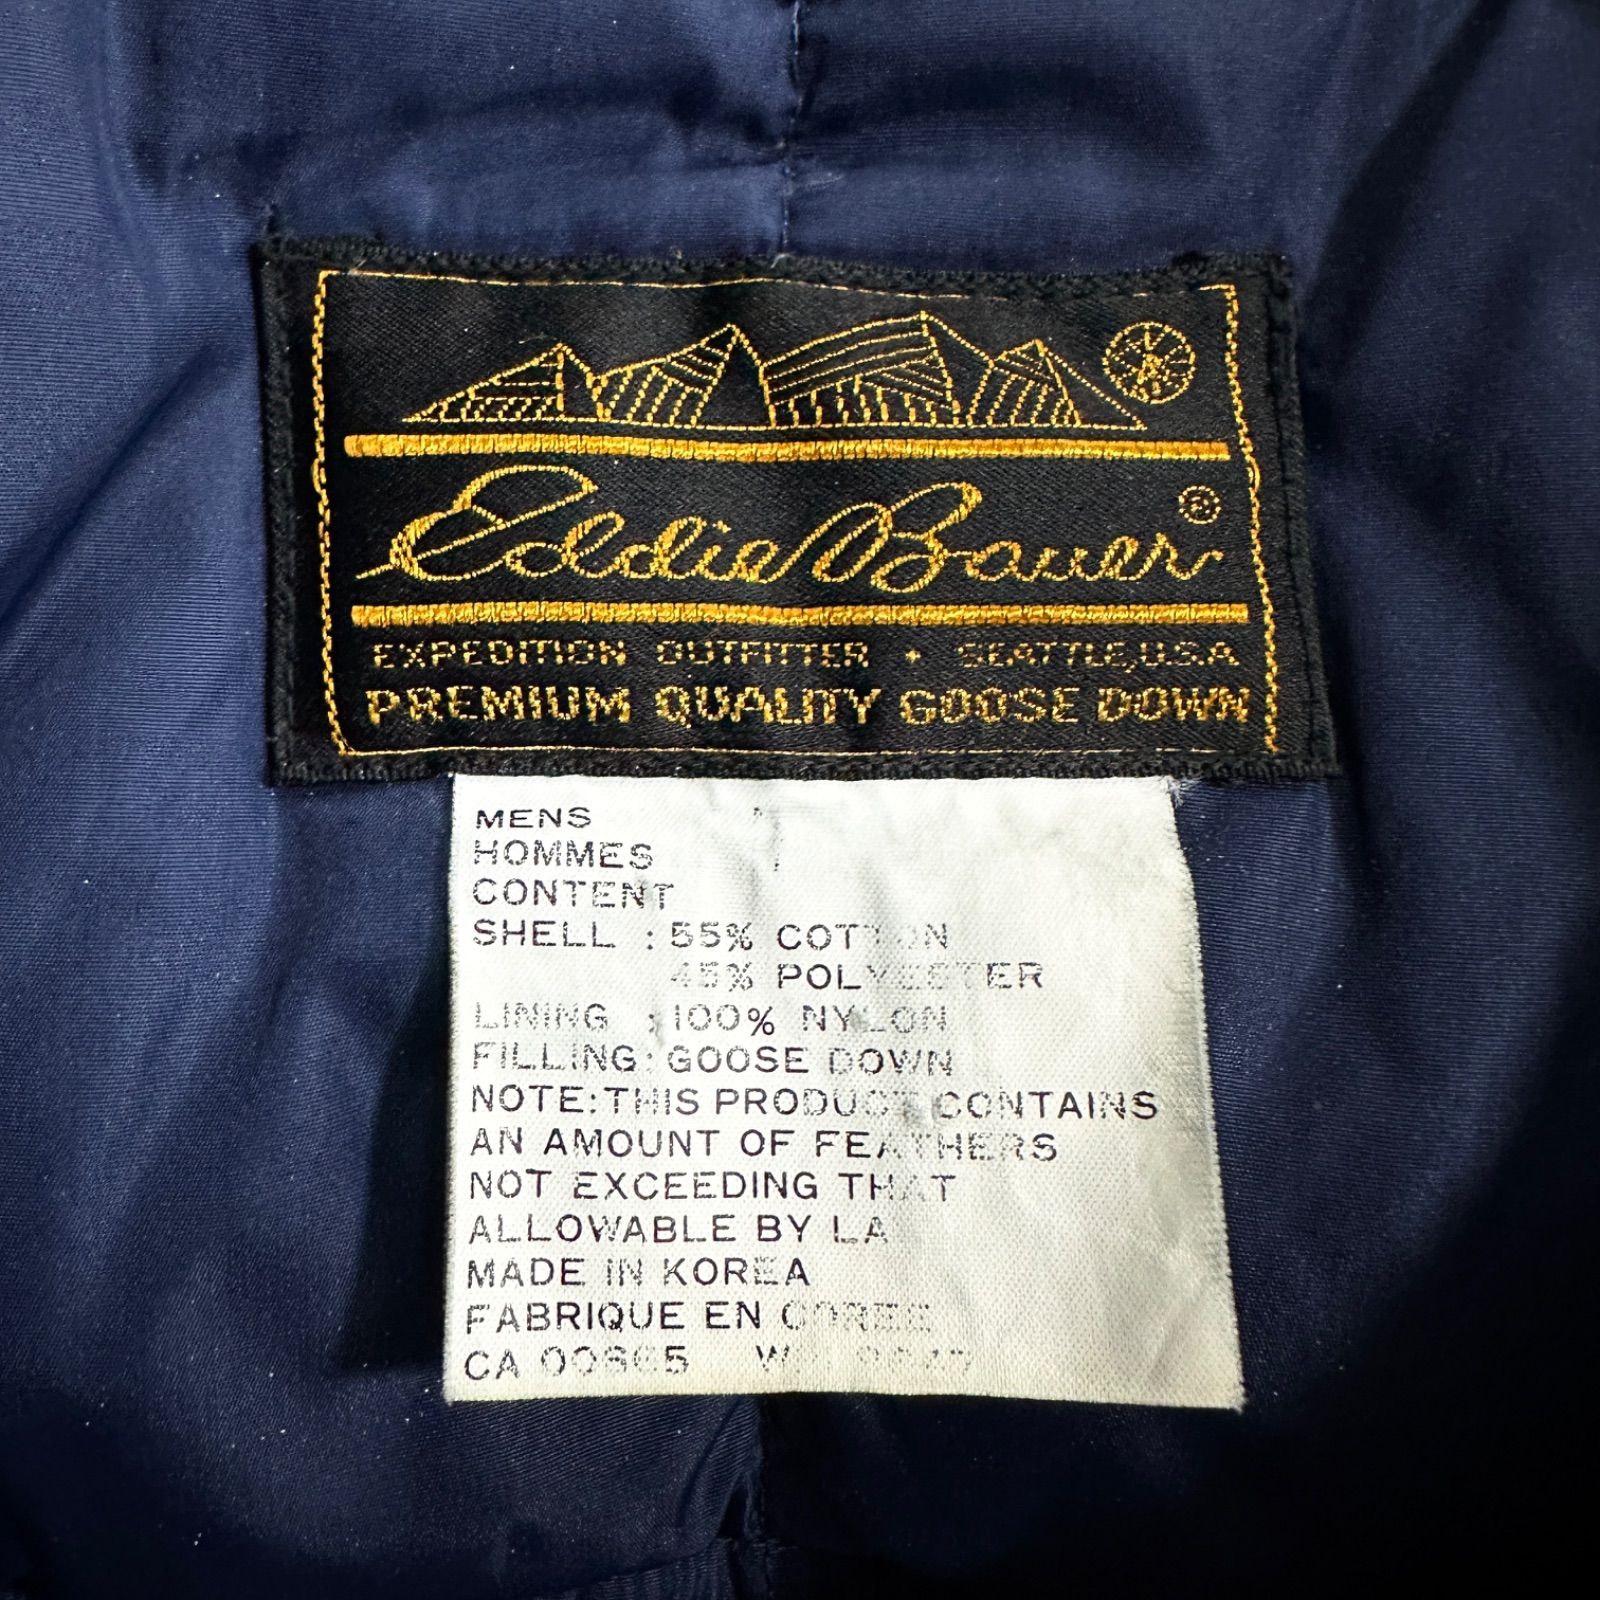 Eddie Bauer ®
EXPEDITION OUTFITTER • SEATTLE, U.S.A
PREMIUM QUALITY GOOSE DOWN
MENS
HOMMES
CONTENT
SHELL : 55% COTTON
45% POLYESTER
LINING : 100% NYLON
FILLING: GOOSE DOWN
NOTE: THIS PRODUCT CONTAINS
AN AMOUNT OF FEATHERS
NOT EXCEEDING THAT
ALLOWABLE BY LA
MADE IN KOREA
FABRIQUE EN COREE
CA